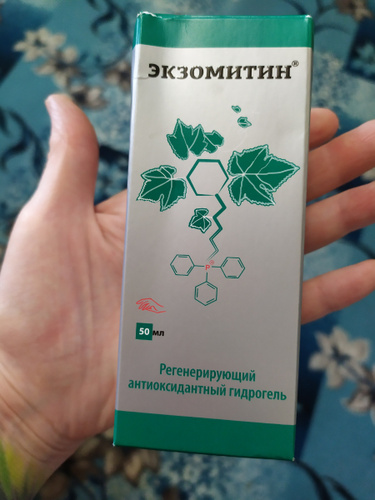 ЭКЗОМИТИН®
P
50 мл
Регенерирующий
антиоксидантный гидрогель